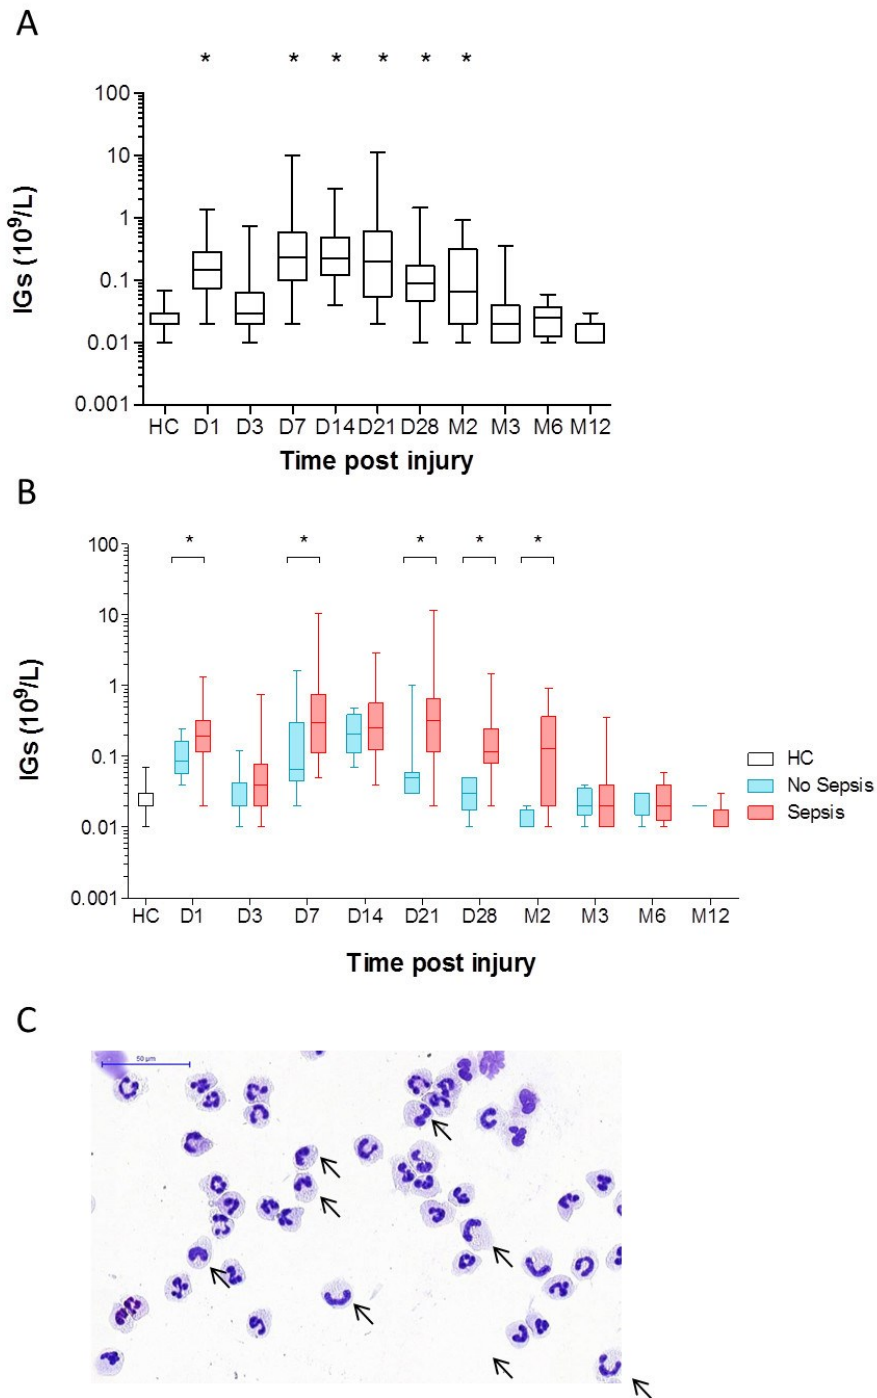 A
* * * * * *
100
10
1
0.1
0.01
0.001
IGs (10⁹/L)
HC D1 D3 D7 D14 D21 D28 M2 M3 M6 M12
Time post injury
B
* * * * *
100
10
1
0.1
0.01
0.001
IGs (10⁹/L)
HC D1 D3 D7 D14 D21 D28 M2 M3 M6 M12
Time post injury
HC
No Sepsis
Sepsis
C
50 µm